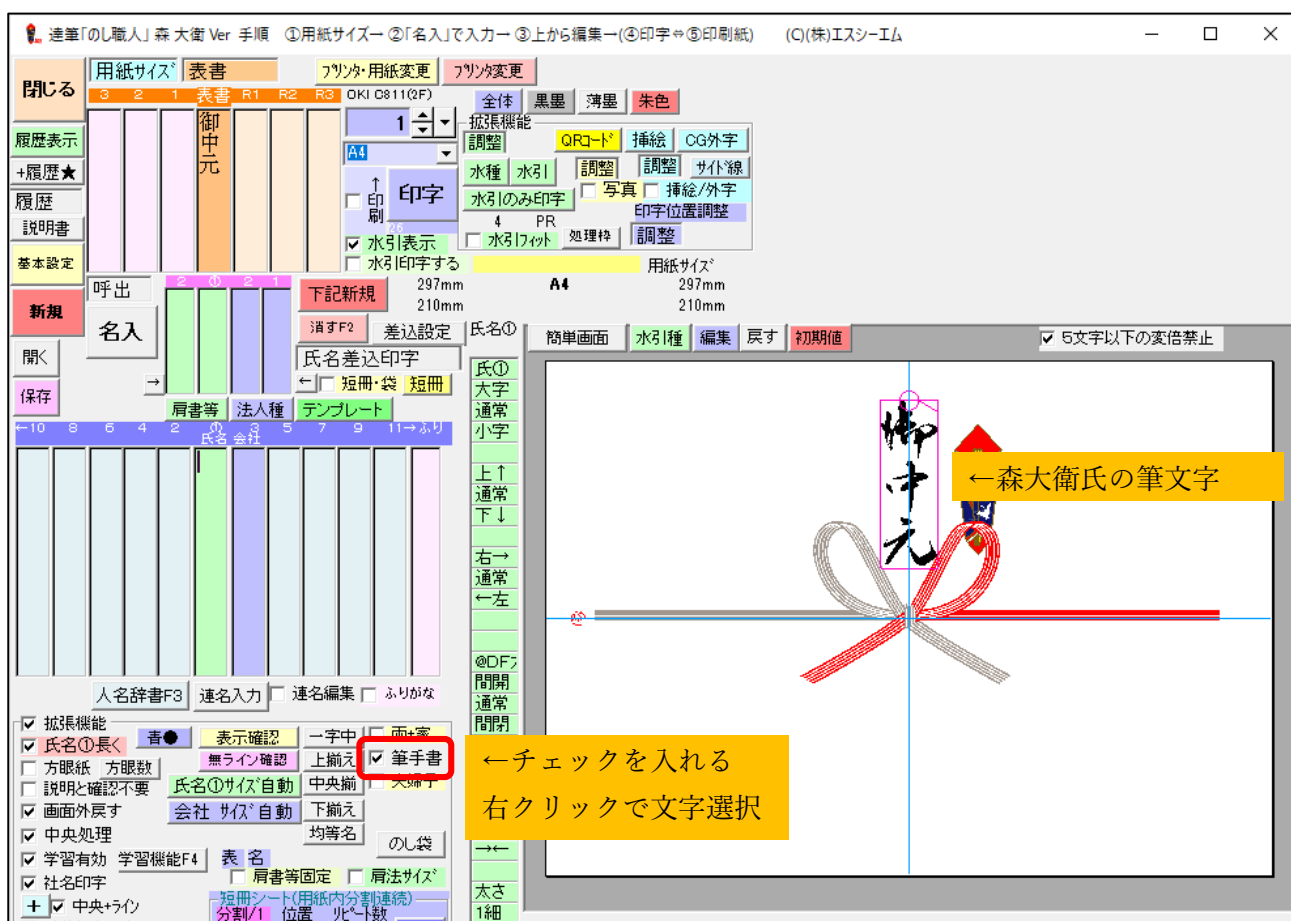 達筆「のし職人」森 大衛 Ver 手順 ①用紙サイズ→ ②「名入」で入力→ ③上から編集→(④印字⇔⑤印刷紙) (C)(株)エスシーエム
閉じる
用紙サイズ
表書
プリンタ・用紙変更
プリンタ変更
3 2 1 表書 R1 R2 R3
OKI C811(2F)
全体
黒墨
薄墨
朱色
御中元
1
拡張機能
履歴表示
調整
QRコード
挿絵
CG外字
A4
+履歴★
水種
水引
調整
調整
サイド線
↑印刷
印字
写真
挿絵/外字
履歴
水引のみ印字
印字位置調整
説明書
26
4 PR
水引表示
水引フィット
処理枠
調整
基本設定
水引印字する
用紙サイズ
呼出
2 ① 2 1
下記新規
297mm
A4
297mm
210mm
210mm
新規
名入
消すF2
差込設定
氏名①
簡単画面
水引種
編集
戻す
初期値
5文字以下の変倍禁止
開く
氏名差込印字
→
←
短冊・袋
短冊
保存
肩書等
法人種
テンプレート
←10 8 6 4 2 ① 3 5 7 9 11→ふり
氏名 会社
氏①
大字
通常
小字
上↑
通常
下↓
右→
通常
←左
御中元
←森大衛氏の筆文字
間開
通常
間閉
人名辞書F3
連名入力
連名編集
ふりがな
拡張機能
氏名①長く
青●
表示確認
一字中
方眼紙
方眼数
無ライン確認
上揃え
筆手書
←チェックを入れる
説明と確認不要
氏名①サイズ自動
中央揃
右クリックで文字選択
画面外戻す
会社 サイズ自動
下揃え
中央処理
均等名
のし袋
学習有効
学習機能F4
表 名
→←
肩書等固定
肩法サイズ
社名印字
太さ
+
中央+ライン
短冊シート(用紙内分割連続)
分割/1 位置 リピート数
1細